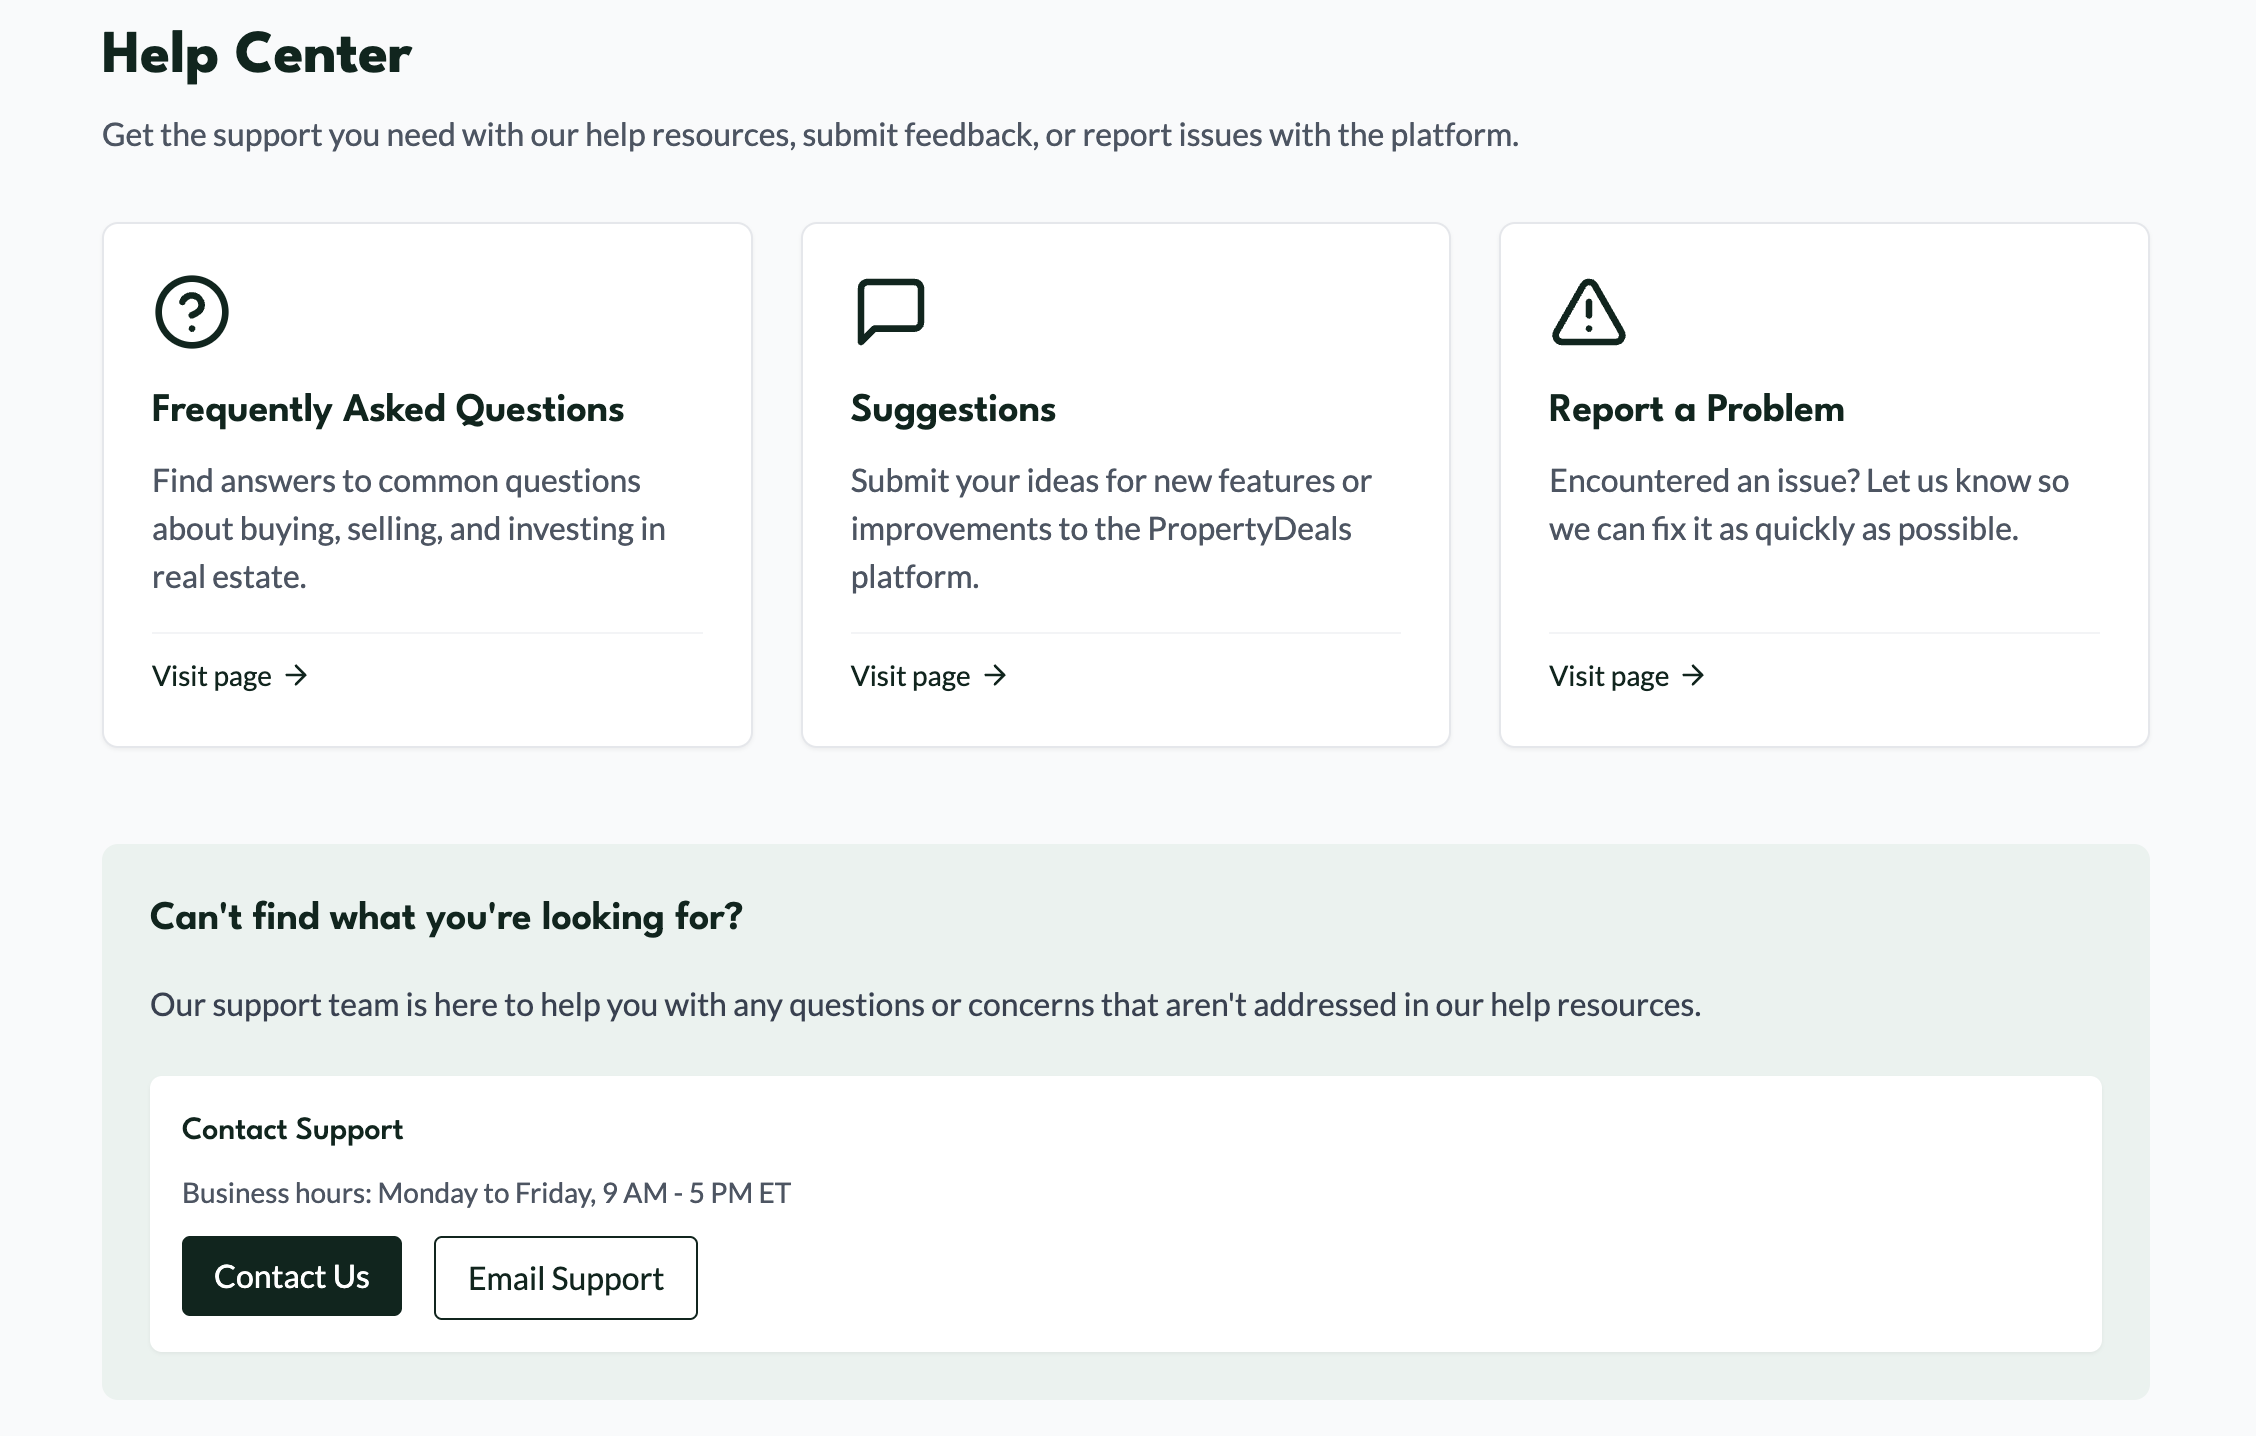 Help Center
Get the support you need with our help resources, submit feedback, or report issues with the platform.
Frequently Asked Questions
Find answers to common questions
about buying, selling, and investing in
real estate.
Visit page →
Suggestions
Submit your ideas for new features or
improvements to the PropertyDeals
platform.
Visit page →
Report a Problem
Encountered an issue? Let us know so
we can fix it as quickly as possible.
Visit page →
Can't find what you're looking for?
Our support team is here to help you with any questions or concerns that aren't addressed in our help resources.
Contact Support
Business hours: Monday to Friday, 9 AM - 5 PM ET
Contact Us
Email Support